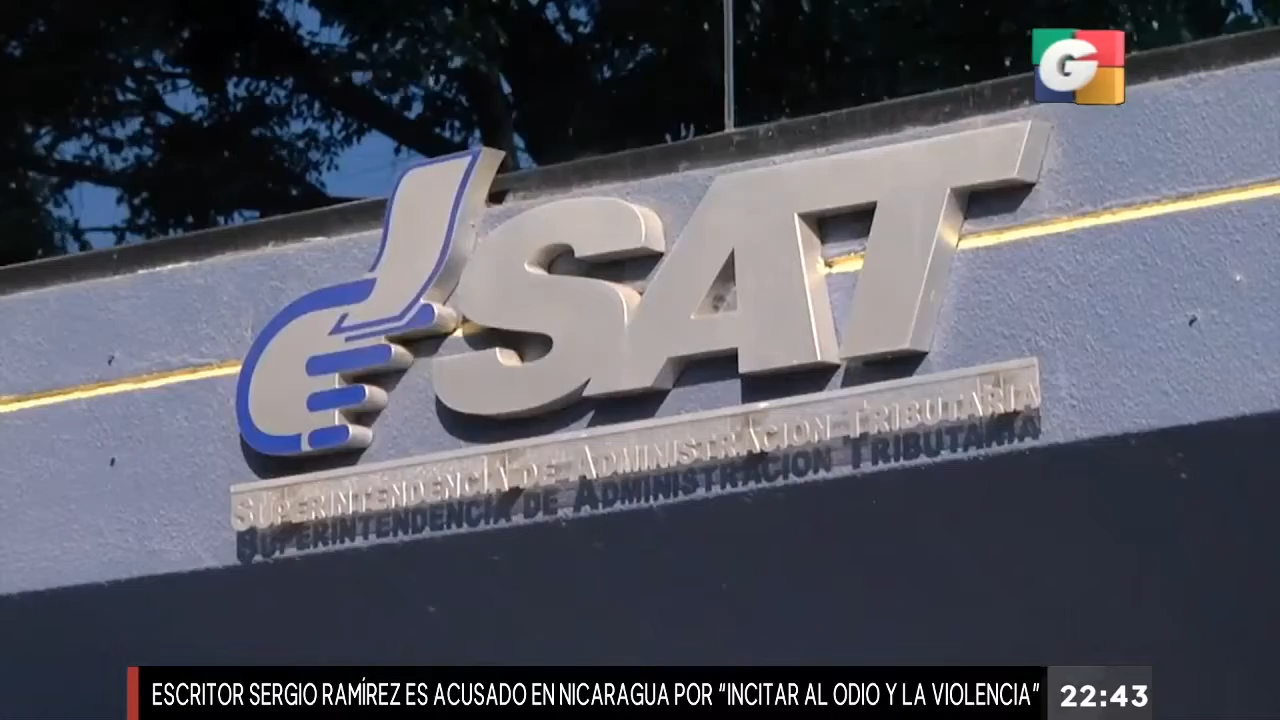 G
SAT
SUPERINTENDENCIA DE ADMINISTRACION TRIBUTARIA
ESCRITOR SERGIO RAMÍREZ ES ACUSADO EN NICARAGUA POR “INCITAR AL ODIO Y LA VIOLENCIA”
22:43